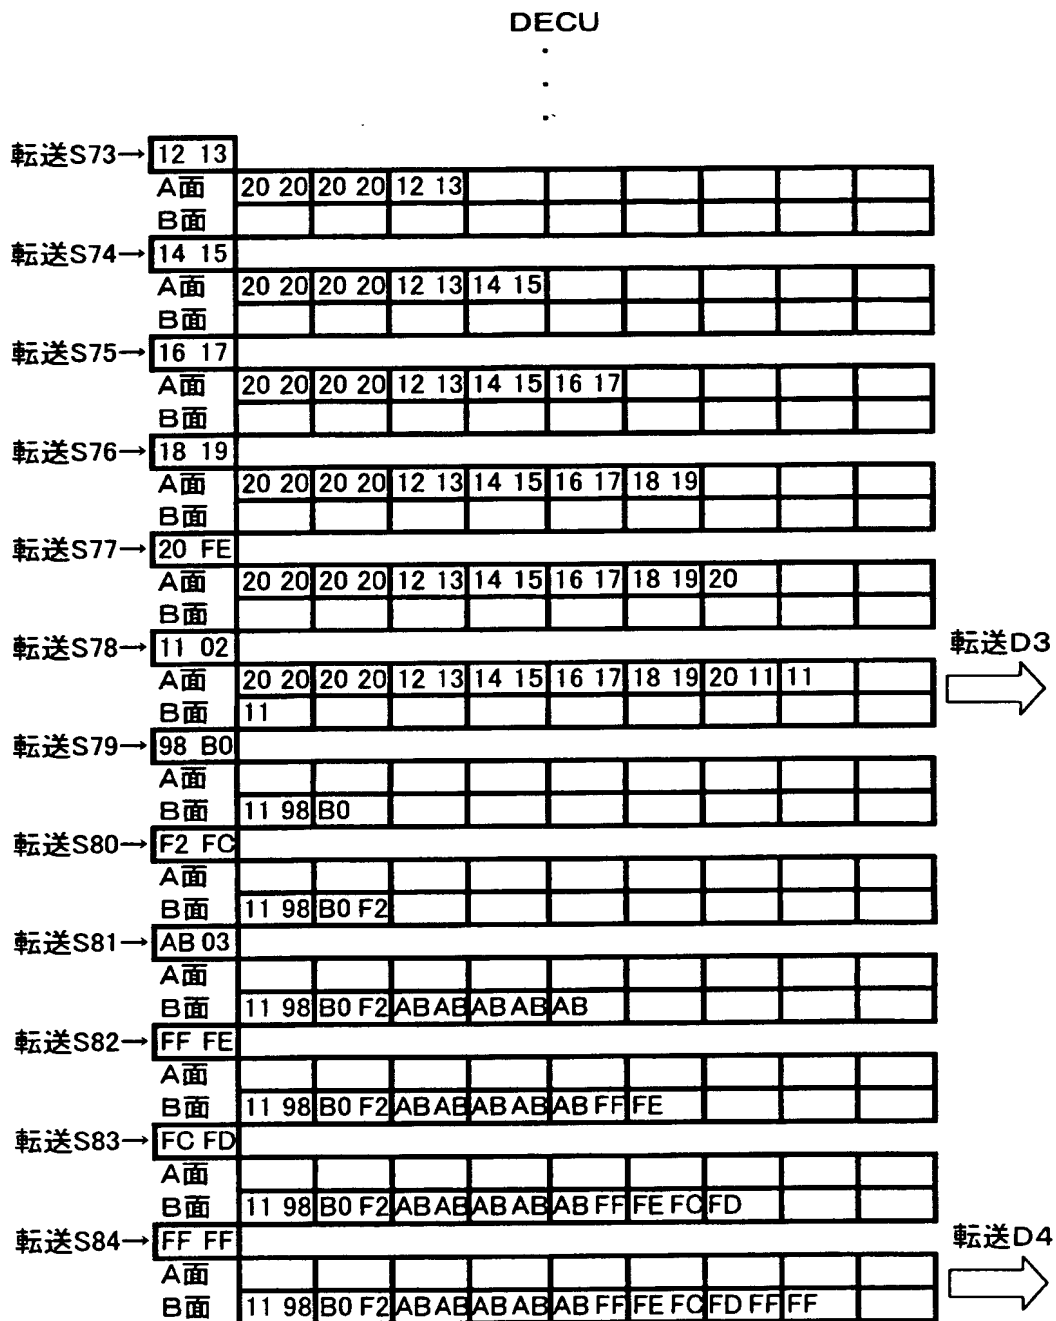 DECU
転送S73→ 12 13
A面 20 20 20 20 12 13
B面
転送S74→ 14 15
A面 20 20 20 20 12 13 14 15
B面
転送S75→ 16 17
A面 20 20 20 20 12 13 14 15 16 17
B面
転送S76→ 18 19
A面 20 20 20 20 12 13 14 15 16 17 18 19
B面
転送S77→ 20 FE
A面 20 20 20 20 12 13 14 15 16 17 18 19 20
B面
転送S78→ 11 02 転送D3
A面 20 20 20 20 12 13 14 15 16 17 18 19 20 11 11
B面 11
転送S79→ 98 B0
A面
B面 11 98 B0
転送S80→ F2 FC
A面
B面 11 98 B0 F2
転送S81→ AB 03
A面
B面 11 98 B0 F2 AB AB AB AB AB
転送S82→ FF FE
A面
B面 11 98 B0 F2 AB AB AB AB AB FF FE
転送S83→ FC FD
A面
B面 11 98 B0 F2 AB AB AB AB AB FF FE FC FD
転送S84→ FF FF 転送D4
A面
B面 11 98 B0 F2 AB AB AB AB AB FF FE FC FD FF FF